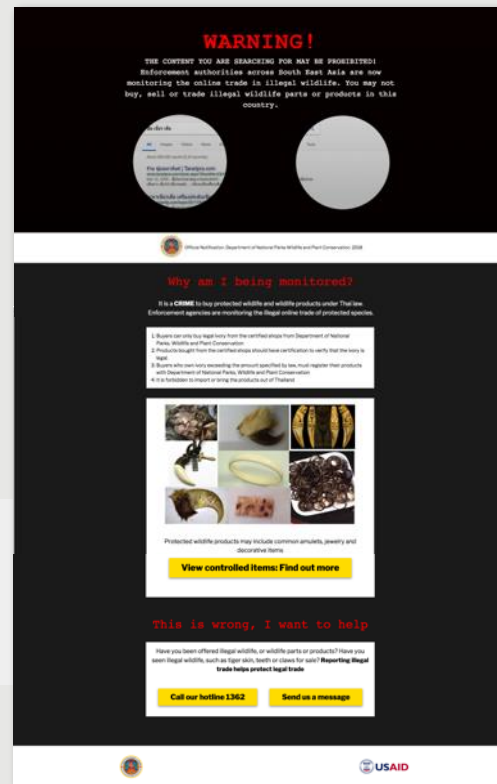 WARNING!
THE CONTENT YOU ARE SEARCHING FOR MAY BE PROHIBITED!
Enforcement authorities across South East Asia are now
monitoring the online trade in illegal wildlife. You may not
buy, sell or trade illegal wildlife parts or products in this
country.
Official Notification: Department of National Parks Wildlife and Plant Conservation 2018
Why am I being monitored?
It is a CRIME to buy protected wildlife and wildlife products under Thai law.
Enforcement agencies are monitoring the illegal online trade of protected species.
1. Buyers can only buy legal ivory from the certified shops from Department of National
Parks, Wildlife and Plant Conservation
2. Products bought from the certified shops should have certification to verify that the ivory is
legal.
3. Buyers who own ivory exceeding the amount specified by law, must register their products
with Department of National Parks, Wildlife and Plant Conservation
4. It is forbidden to import or bring the products out of Thailand
Protected wildlife products may include common amulets, jewelry and
decorative items
View controlled items: Find out more
This is wrong, I want to help
Have you been offered illegal wildlife, or wildlife parts or products? Have you
seen illegal wildlife, such as tiger skin, teeth or claws for sale? Reporting illegal
trade helps protect legal trade
Call our hotline 1362
Send us a message
USAID